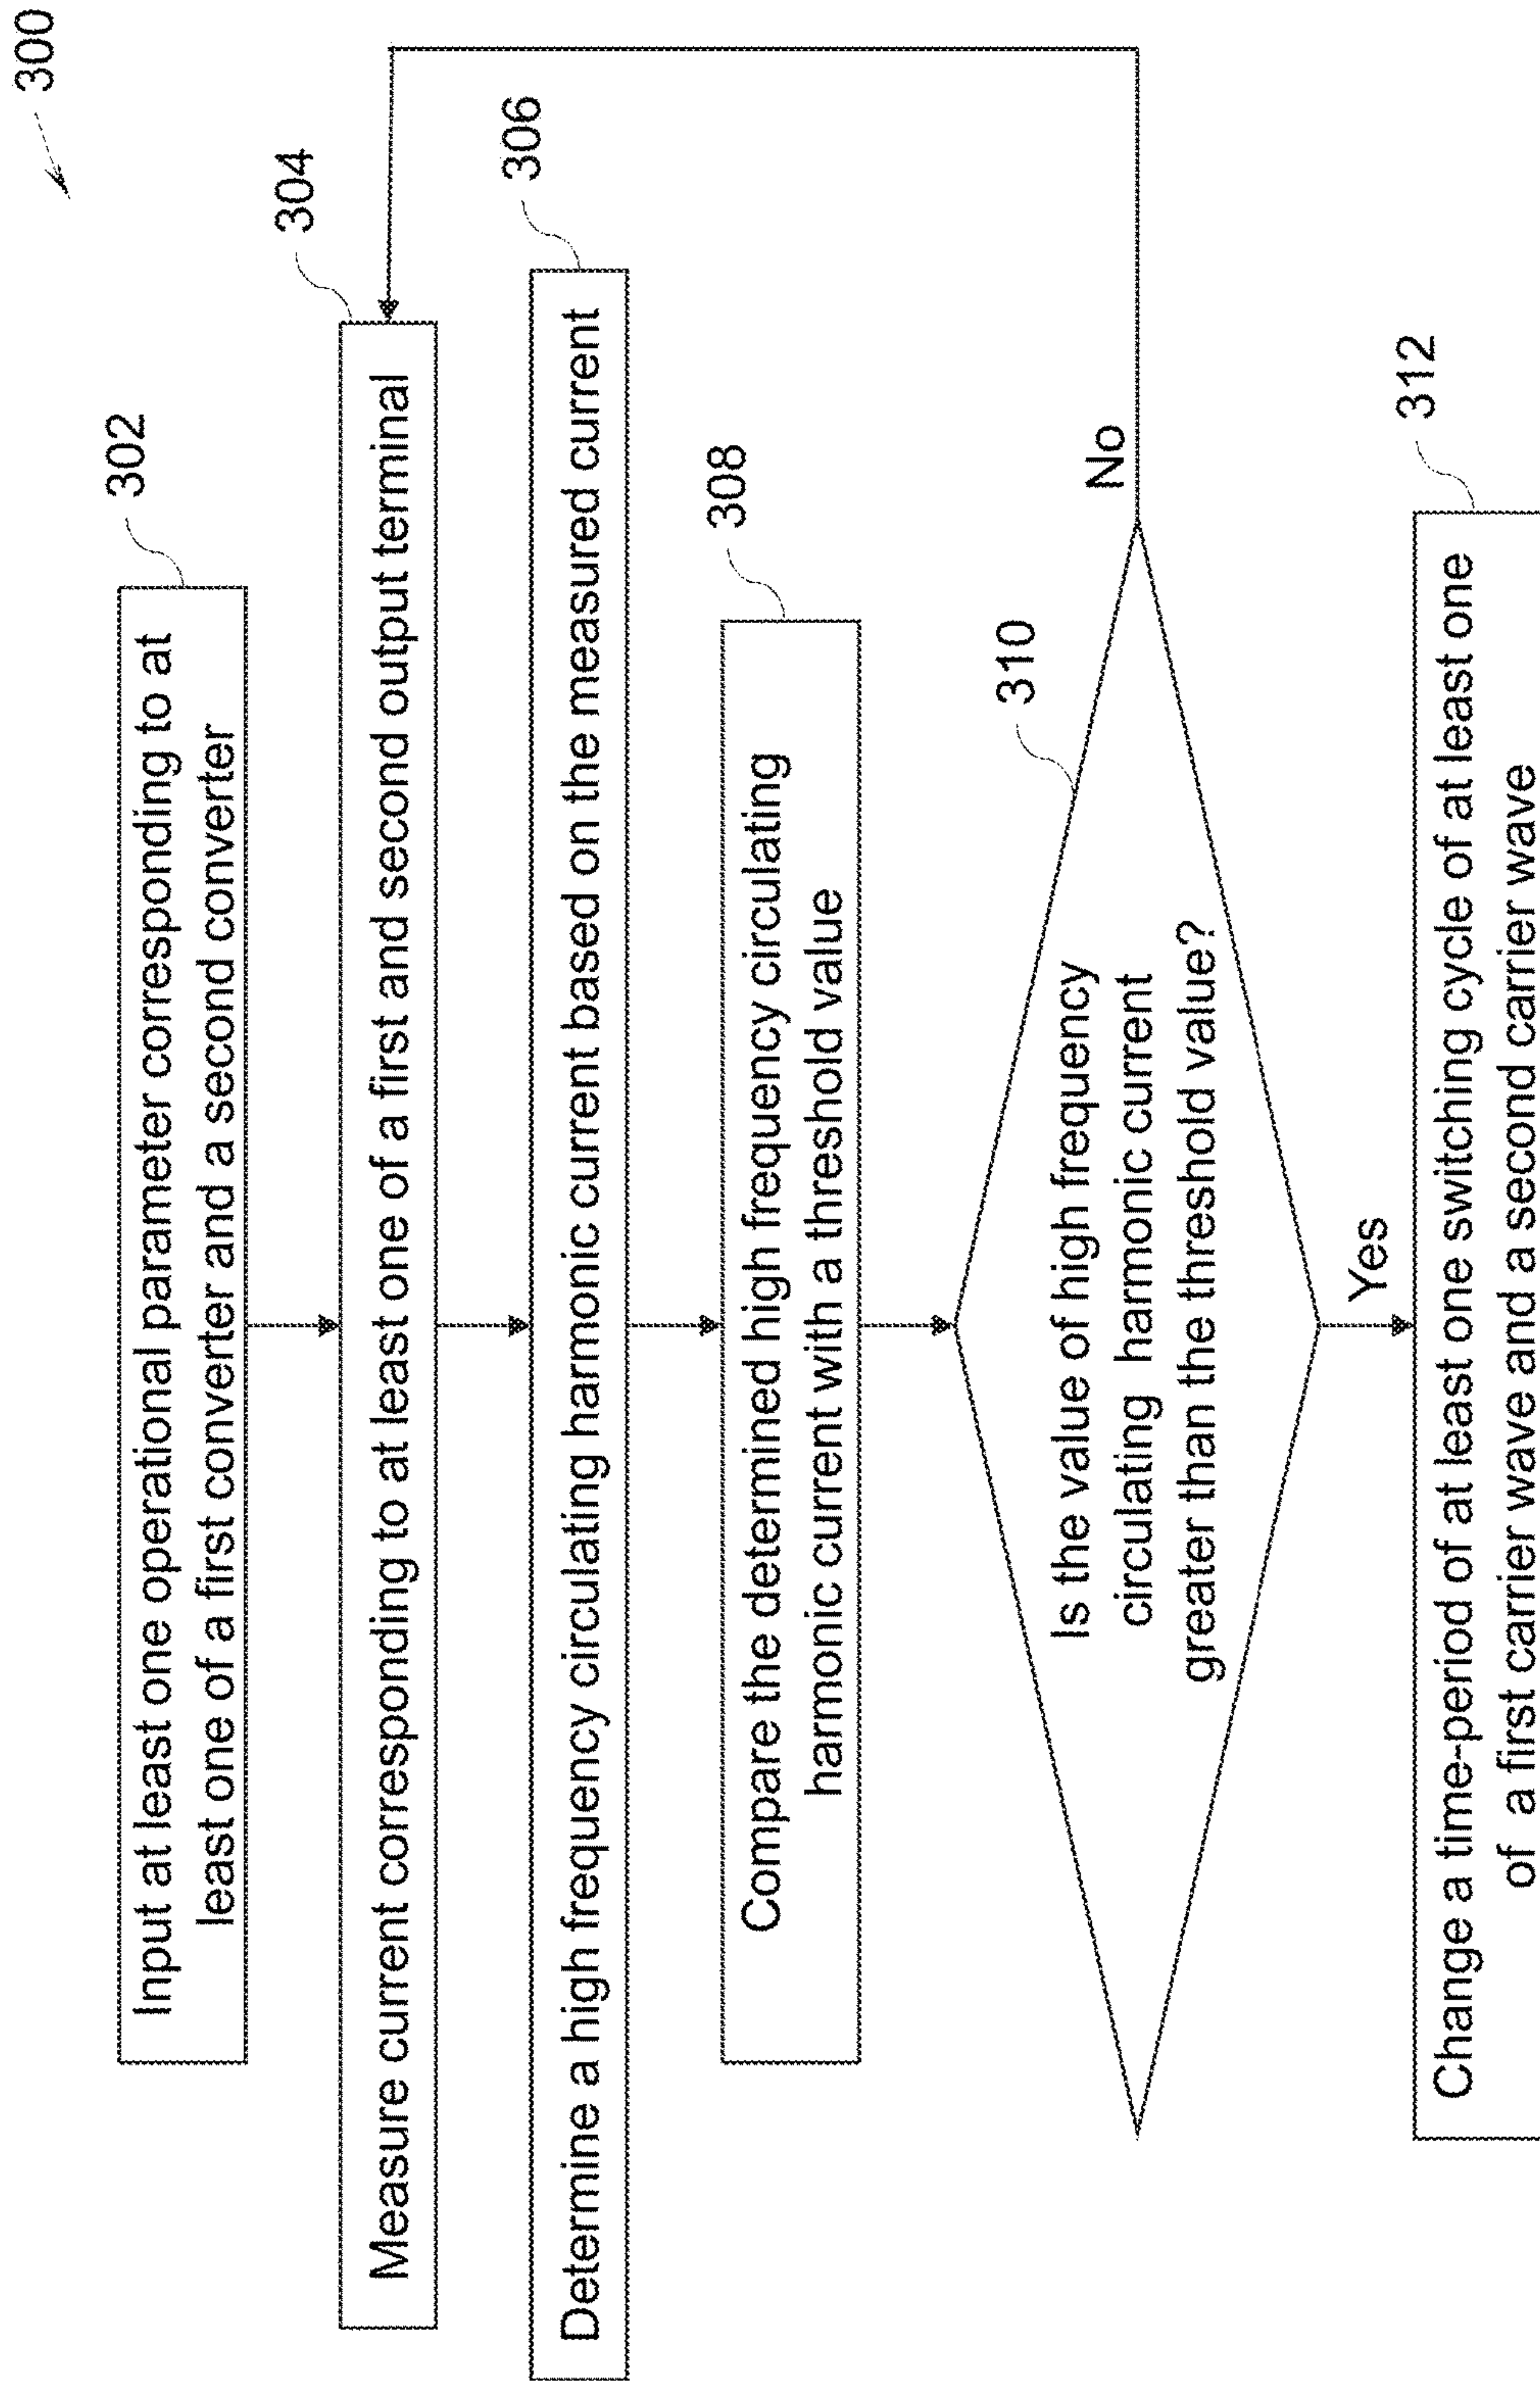 300
302
Input at least one operational parameter corresponding to at
least one of a first converter and a second converter
304
Measure current corresponding to at least one of a first and second output terminal
306
Determine a high frequency circulating harmonic current based on the measured current
308
Compare the determined high frequency circulating
harmonic current with a threshold value
310
Is the value of high frequency
circulating harmonic current
greater than the threshold value?
No
Yes
312
Change a time-period of at least one switching cycle of at least one
of a first carrier wave and a second carrier wave